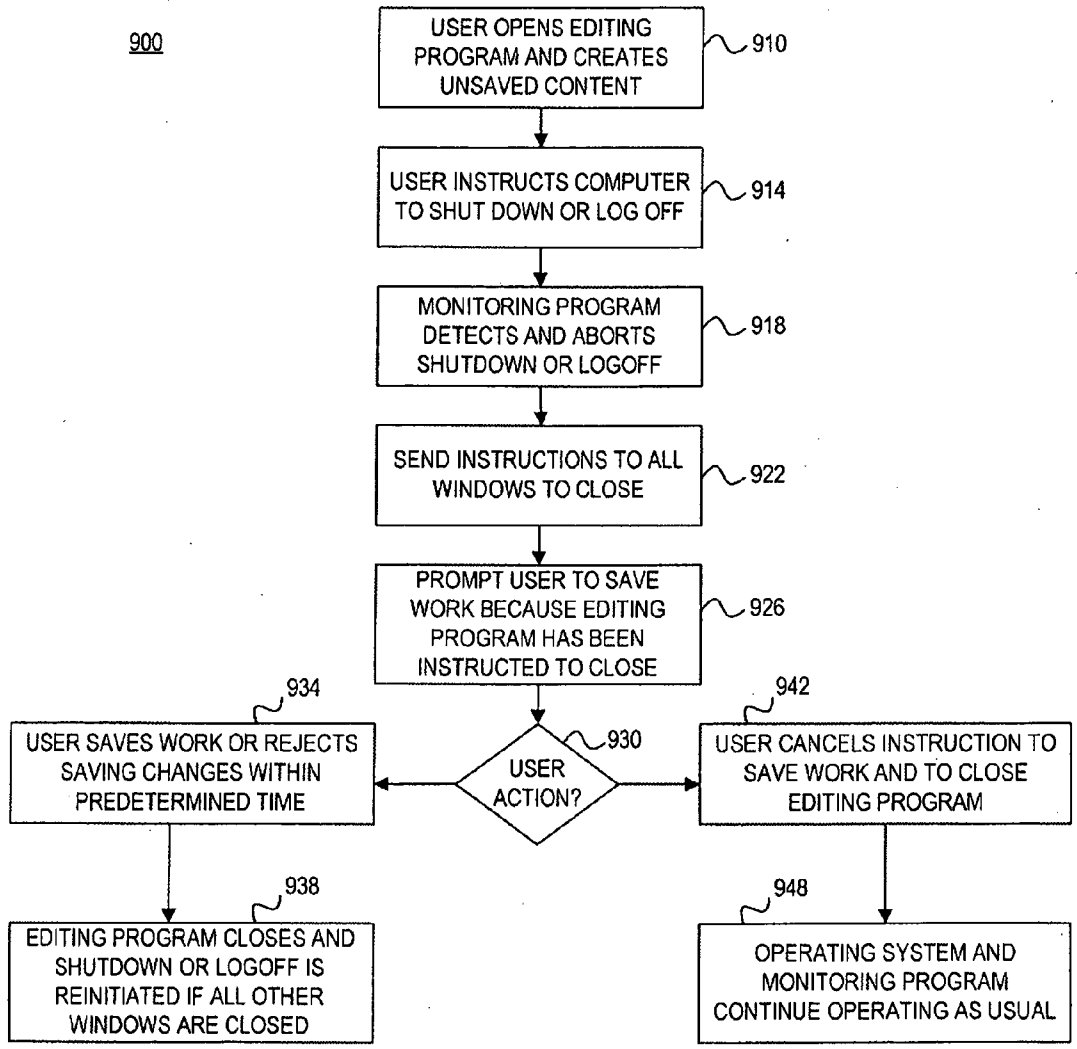 900
USER OPENS EDITING
PROGRAM AND CREATES
UNSAVED CONTENT
910
USER INSTRUCTS COMPUTER
TO SHUT DOWN OR LOG OFF
914
MONITORING PROGRAM
DETECTS AND ABORTS
SHUTDOWN OR LOGOFF
918
SEND INSTRUCTIONS TO ALL
WINDOWS TO CLOSE
922
PROMPT USER TO SAVE
WORK BECAUSE EDITING
PROGRAM HAS BEEN
INSTRUCTED TO CLOSE
926
USER
ACTION?
930
934
USER SAVES WORK OR REJECTS
SAVING CHANGES WITHIN
PREDETERMINED TIME
938
EDITING PROGRAM CLOSES AND
SHUTDOWN OR LOGOFF IS
REINITIATED IF ALL OTHER
WINDOWS ARE CLOSED
942
USER CANCELS INSTRUCTION TO
SAVE WORK AND TO CLOSE
EDITING PROGRAM
948
OPERATING SYSTEM AND
MONITORING PROGRAM
CONTINUE OPERATING AS USUAL